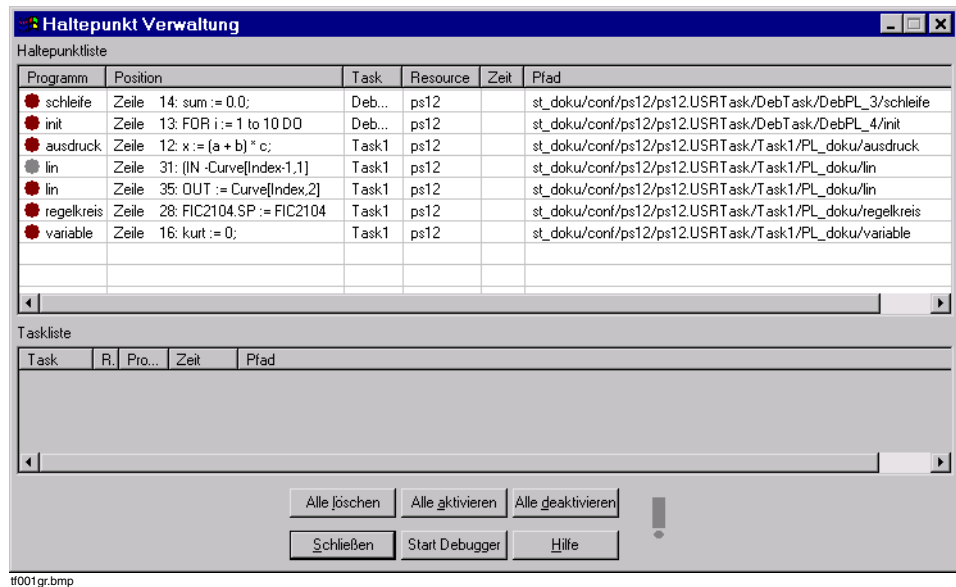 Haltepunkt Verwaltung
Haltepunktliste
Programm Position Task Resource Zeit Pfad
schleife Zeile 14: sum := 0.0; Deb... ps12 st_doku/conf/ps12/ps12.USRTask/DebTask/DebPL_3/schleife
init Zeile 13: FOR i := 1 to 10 DO Deb... ps12 st_doku/conf/ps12/ps12.USRTask/DebTask/DebPL_4/init
ausdruck Zeile 12: x := (a + b) * c; Task1 ps12 st_doku/conf/ps12/ps12.USRTask/Task1/PL_doku/ausdruck
lin Zeile 31: (IN -Curve[Index-1,1] Task1 ps12 st_doku/conf/ps12/ps12.USRTask/Task1/PL_doku/lin
lin Zeile 35: OUT := Curve[Index,2] Task1 ps12 st_doku/conf/ps12/ps12.USRTask/Task1/PL_doku/lin
regelkreis Zeile 28: FIC2104.SP := FIC2104 Task1 ps12 st_doku/conf/ps12/ps12.USRTask/Task1/PL_doku/regelkreis
variable Zeile 16: kurt := 0; Task1 ps12 st_doku/conf/ps12/ps12.USRTask/Task1/PL_doku/variable
Taskliste
Task R. Pro... Zeit Pfad
Alle löschen Alle aktivieren Alle deaktivieren
Schließen Start Debugger Hilfe
tf001gr.bmp